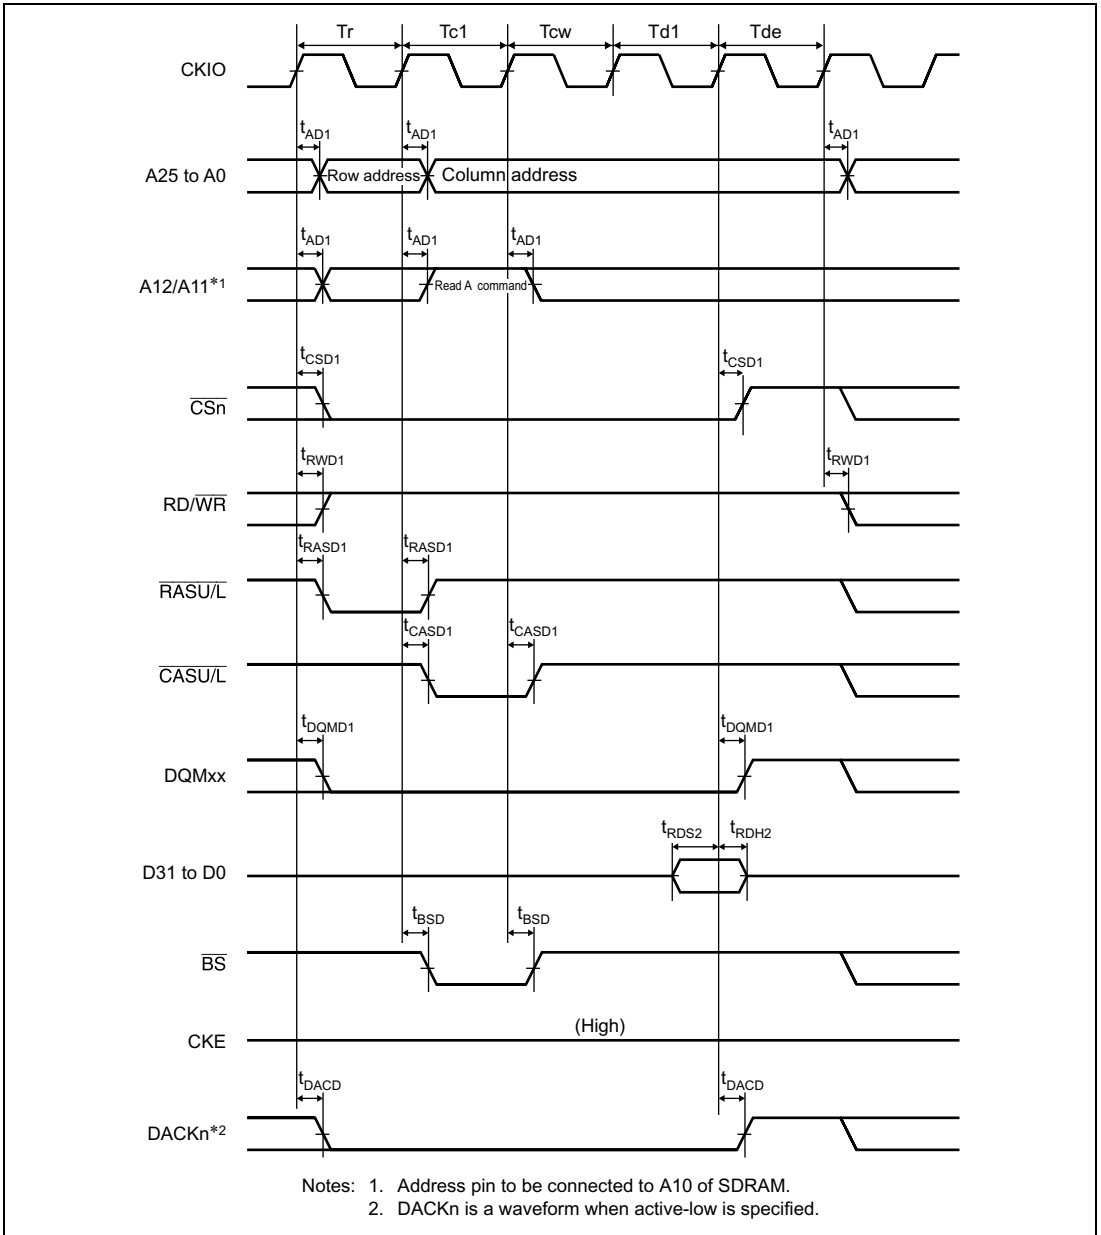 Tr Tc1 Tcw Td1 Tde
CKIO
tAD1 tAD1 tAD1
A25 to A0 Row address Column address
tAD1 tAD1 tAD1
A12/A11*1 Read A command
tCSD1 tCSD1
CSn
tRWD1 tRWD1
RD/WR
tRASD1 tRASD1
RASU/L
tCASD1 tCASD1
CASU/L
tDQMD1 tDQMD1
DQMxx
tRDS2 tRDH2
D31 to D0
tBSD tBSD
BS
(High)
CKE
tDACD tDACD
DACKn*2
Notes: 1. Address pin to be connected to A10 of SDRAM.
2. DACKn is a waveform when active-low is specified.